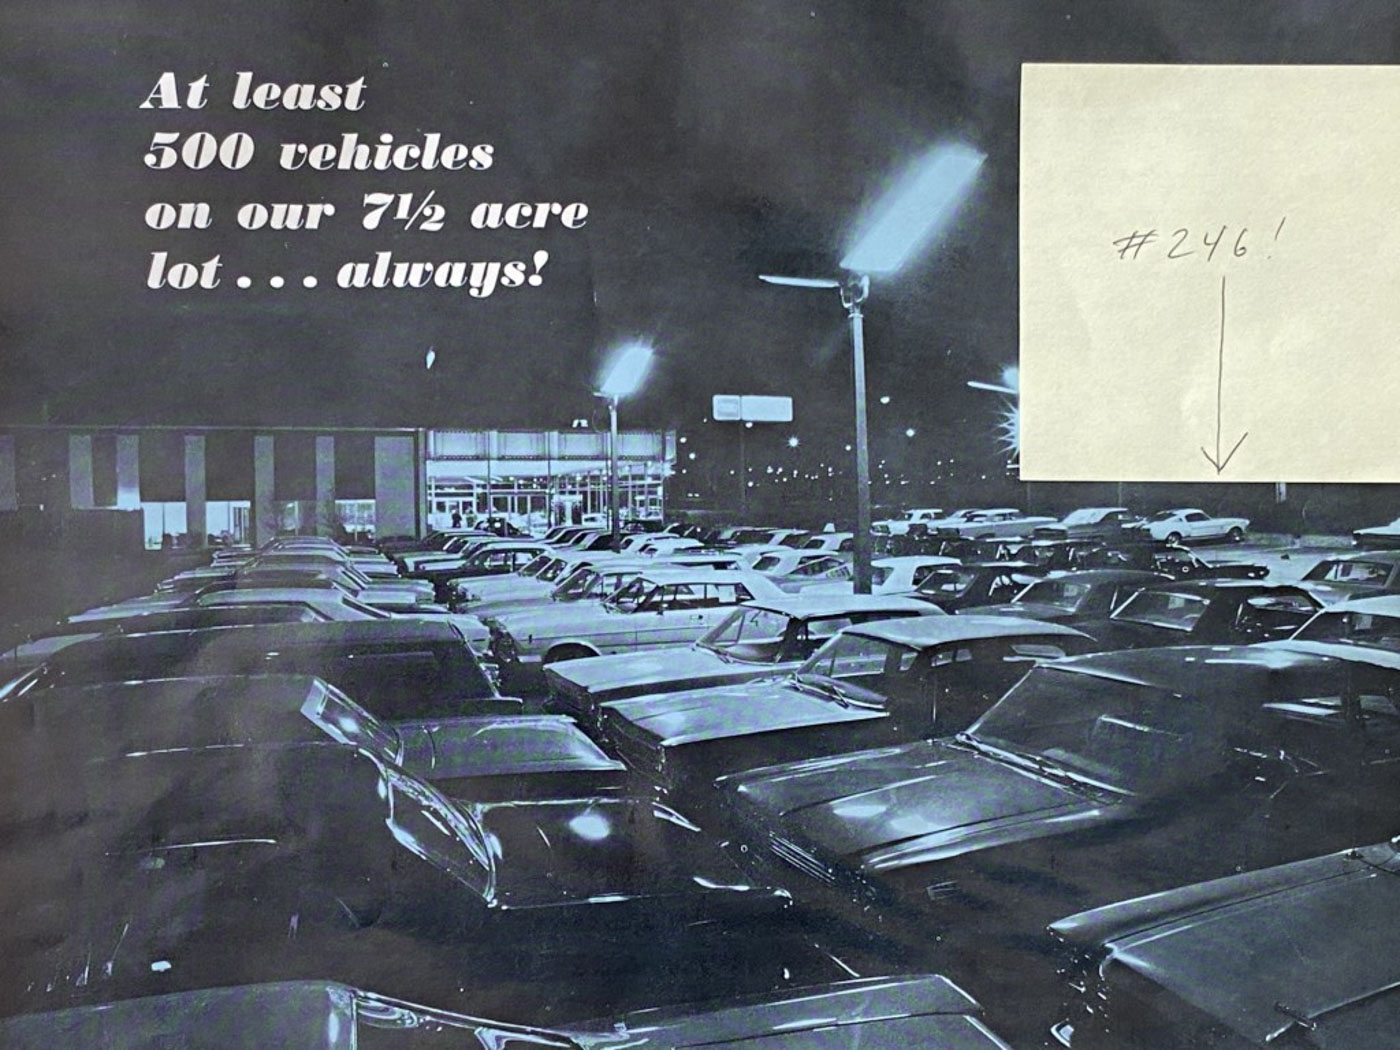 At least
500 vehicles
on our 7½ acre
lot . . . always!
#246!